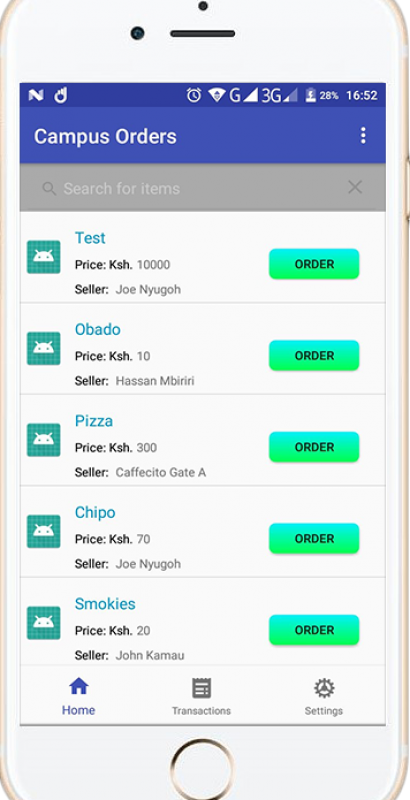 G 3G 28% 16:52
Campus Orders
Search for items
Test
Price: Ksh. 10000
ORDER
Seller: Joe Nyugoh
Obado
Price: Ksh. 10
ORDER
Seller: Hassan Mbiriri
Pizza
Price: Ksh. 300
ORDER
Seller: Caffecito Gate A
Chipo
Price: Ksh. 70
ORDER
Seller: Joe Nyugoh
Smokies
Price: Ksh. 20
ORDER
Seller: John Kamau
Home Transactions Settings